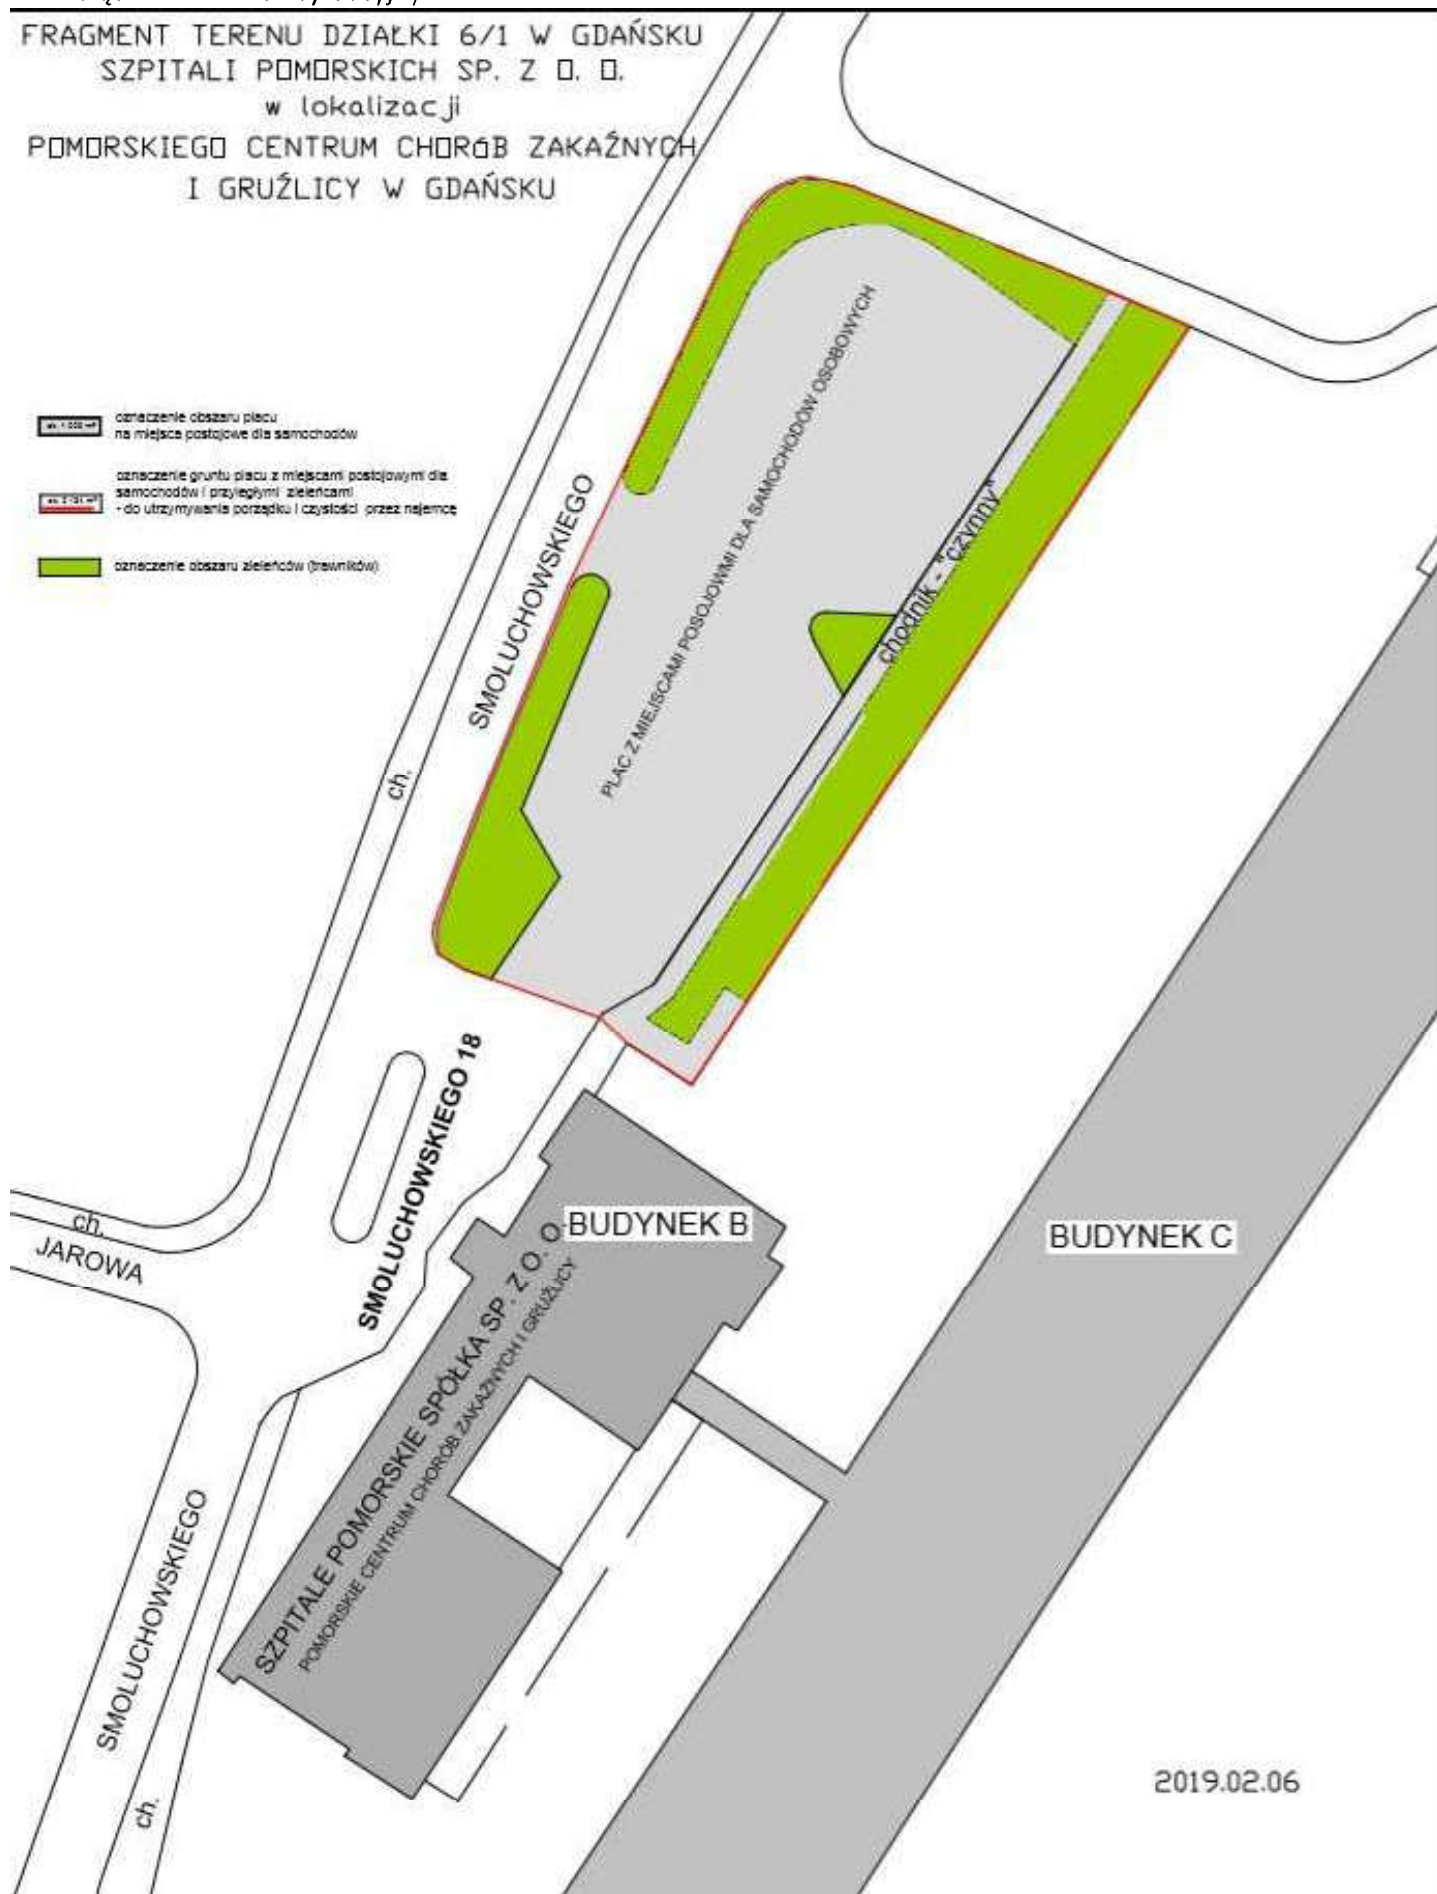 FRAGMENT TERENU DZIAŁKI 6/1 W GDAŃSKU
SZPITALI POMORSKICH SP. Z O. O.
w lokalizacji
POMORSKIEGO CENTRUM CHORóB ZAKAŹNYCH
I GRUŹLICY W GDAŃSKU
oznaczenie obszaru placu
na miejsca postojowe dla samochodów
oznaczenie gruntu placu z miejscami postojowymi dla
samochodów i przyległymi zieleńcami
- do utrzymywania porządku i czystości przez najemcę
oznaczenie obszaru zieleńców (trawników)
SMOLUCHOWSKIEGO
PLAC Z MIEJSCAMI POSOJOWMI DLA SAMOCHODÓW OSOBOWYCH
chodnik - "czynny"
ch.
SMOLUCHOWSKIEGO 18
ch.
JAROWA
BUDYNEK B
BUDYNEK C
SZPITALE POMORSKIE SPÓŁKA SP. Z O. O.
POMORSKIE CENTRUM CHORÓB ZAKAŹNYCH I GRUŹLICY
SMOLUCHOWSKIEGO
ch.
2019.02.06